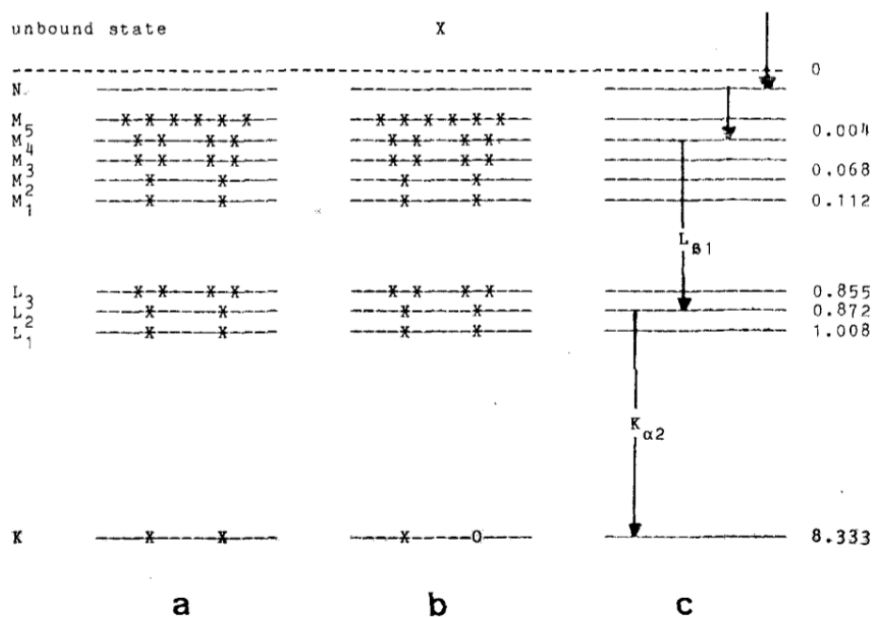 unbound state X
0
N
M5 --X-X-X-X-X-X-- --X-X-X-X-X-X-- 0.004
M4 ---X-X---X-X--- ---X-X---X-X---
M3 ---X-X---X-X--- ---X-X---X-X--- 0.068
M2 ----X-----X---- ----X-----X----
M1 ----X-----X---- ----X-----X---- 0.112
Lβ1
L3 ---X-X---X-X--- ---X-X---X-X--- 0.855
L2 ----X-----X---- ----X-----X---- 0.872
L1 ----X-----X---- ----X-----X---- 1.008
Kα2
K ----X-----X---- ----X-----O---- 8.333
a b c